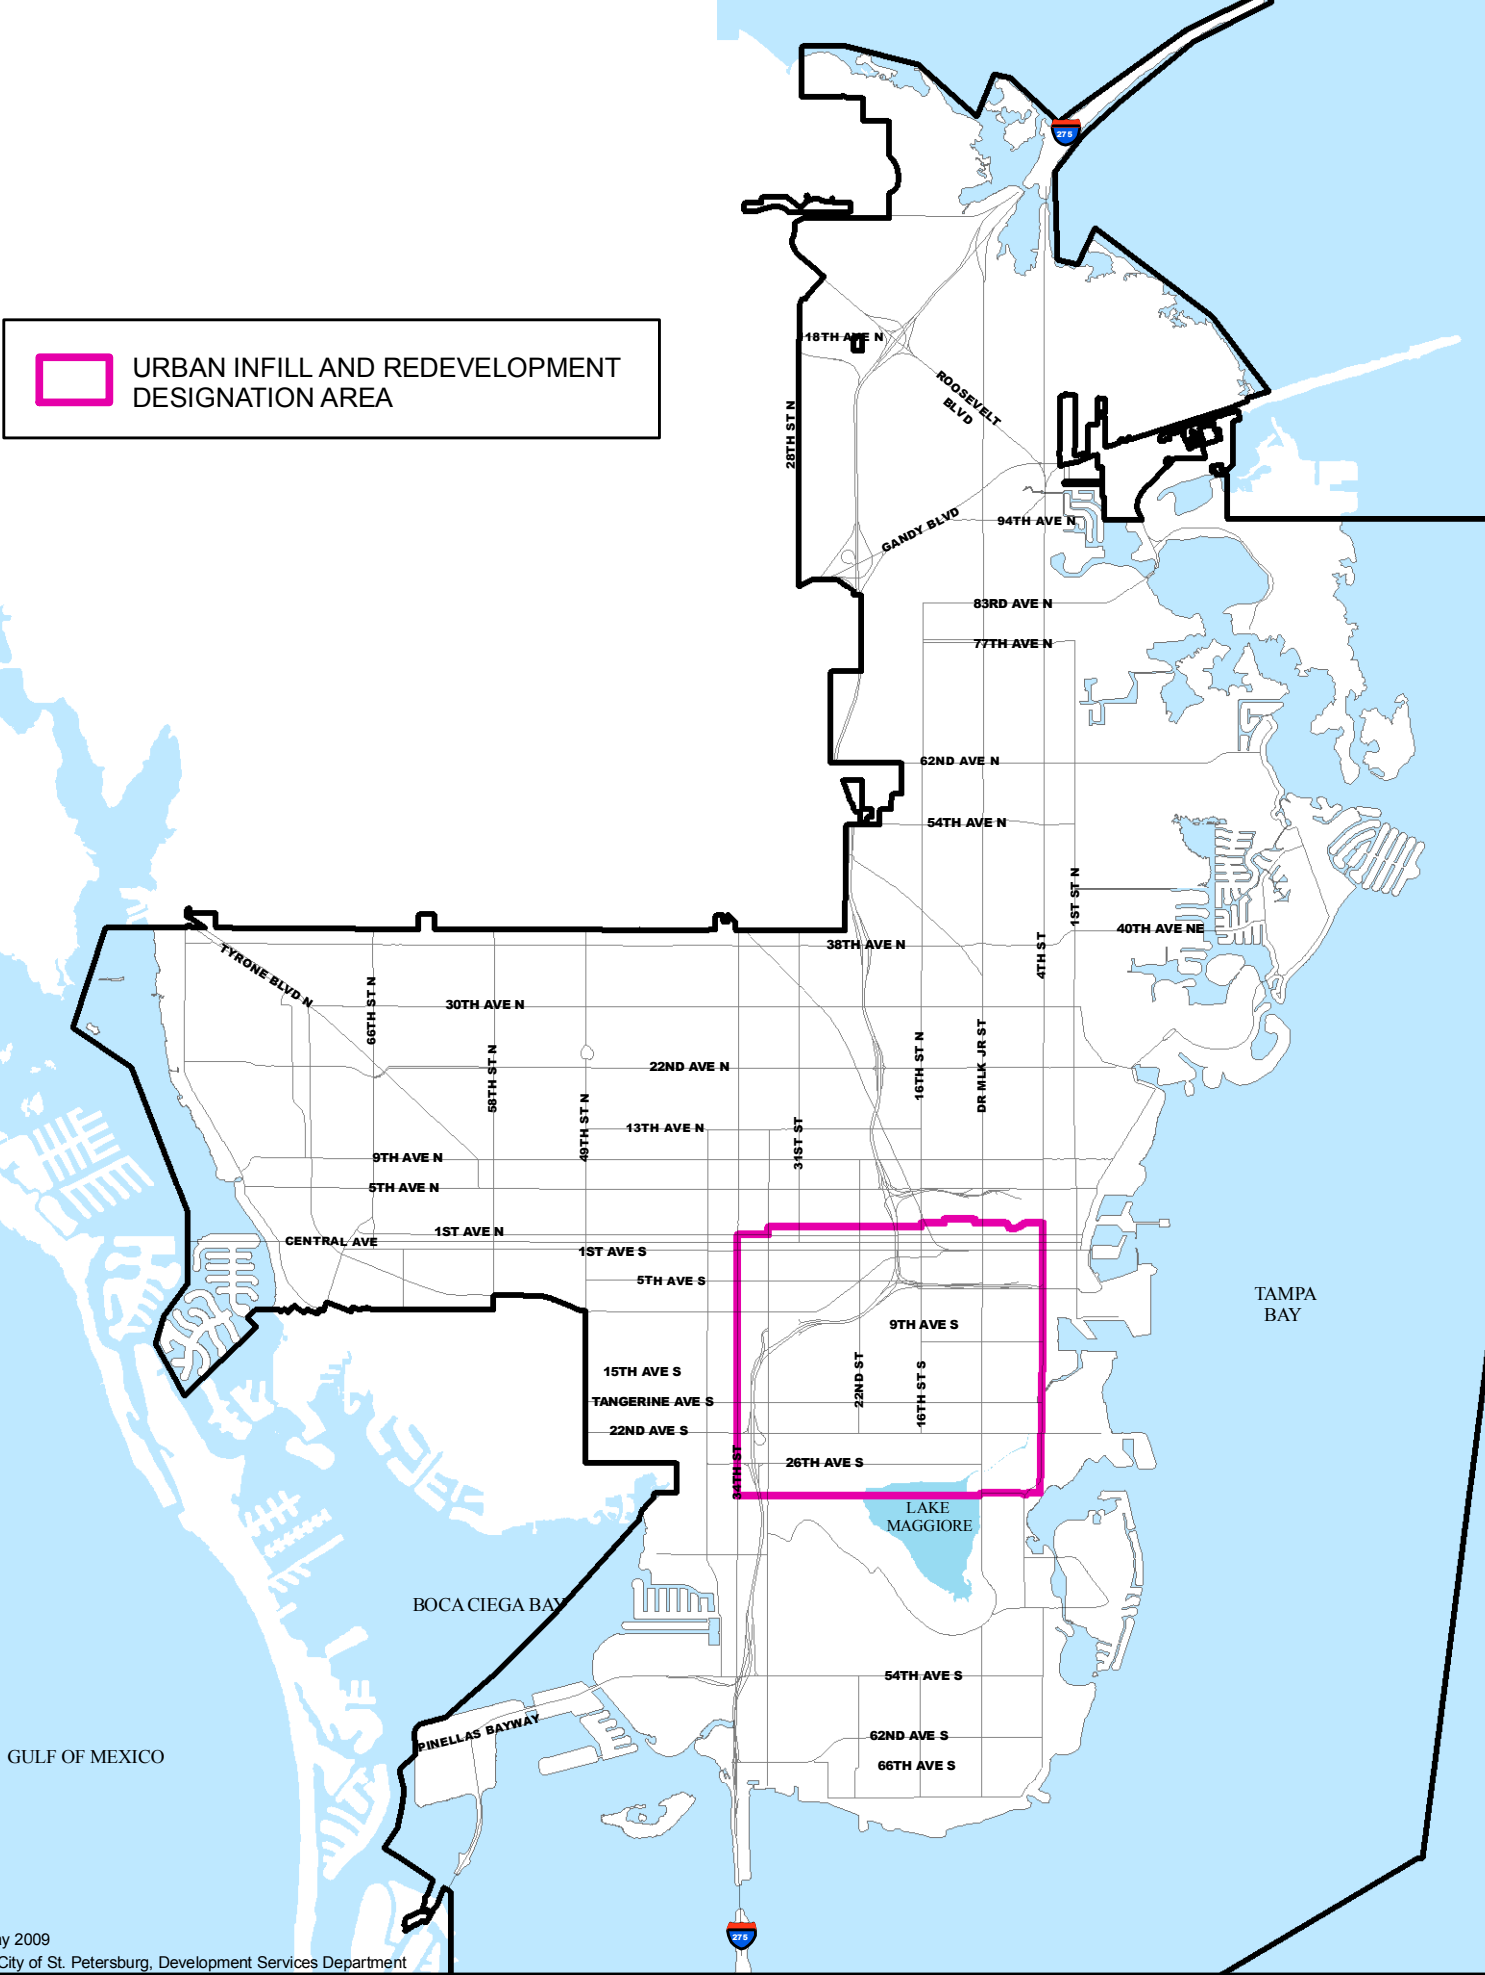 275
18TH AVE N
URBAN INFILL AND REDEVELOPMENT
DESIGNATION AREA
ROOSEVELT
BLVD
28TH ST N
GANDY BLVD
94TH AVE N
83RD AVE N
77TH AVE N
62ND AVE N
54TH AVE N
1ST ST N
40TH AVE NE
38TH AVE N
4TH ST
TYRONE BLVD N
66TH ST N
30TH AVE N
58TH ST N
22ND AVE N
16TH ST N
DR MLK JR ST
49TH ST N
13TH AVE N
31ST ST
9TH AVE N
5TH AVE N
1ST AVE N
CENTRAL AVE
1ST AVE S
5TH AVE S
TAMPA
BAY
9TH AVE S
15TH AVE S
22ND ST
16TH ST S
TANGERINE AVE S
22ND AVE S
34TH ST
26TH AVE S
LAKE
MAGGIORE
BOCA CIEGA BAY
54TH AVE S
PINELLAS BAYWAY
62ND AVE S
GULF OF MEXICO
66TH AVE S
275
2009
City of St. Petersburg, Development Services Department